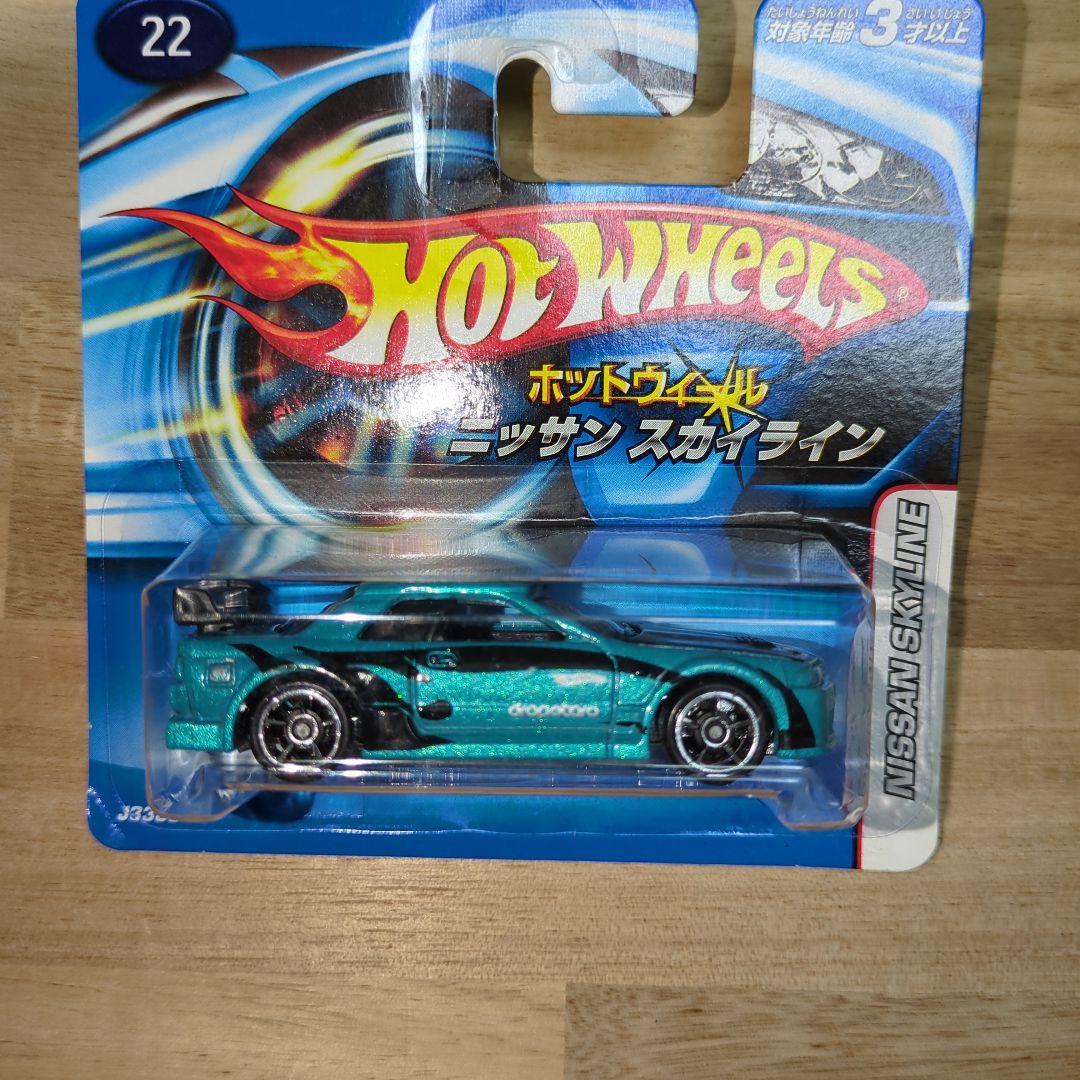 22
たいしょうねんれい さいいじょう
対象年齢 3 才以上
HOT WHEELS®
ホットウィール
ニッサン スカイライン
NISSAN SKYLINE